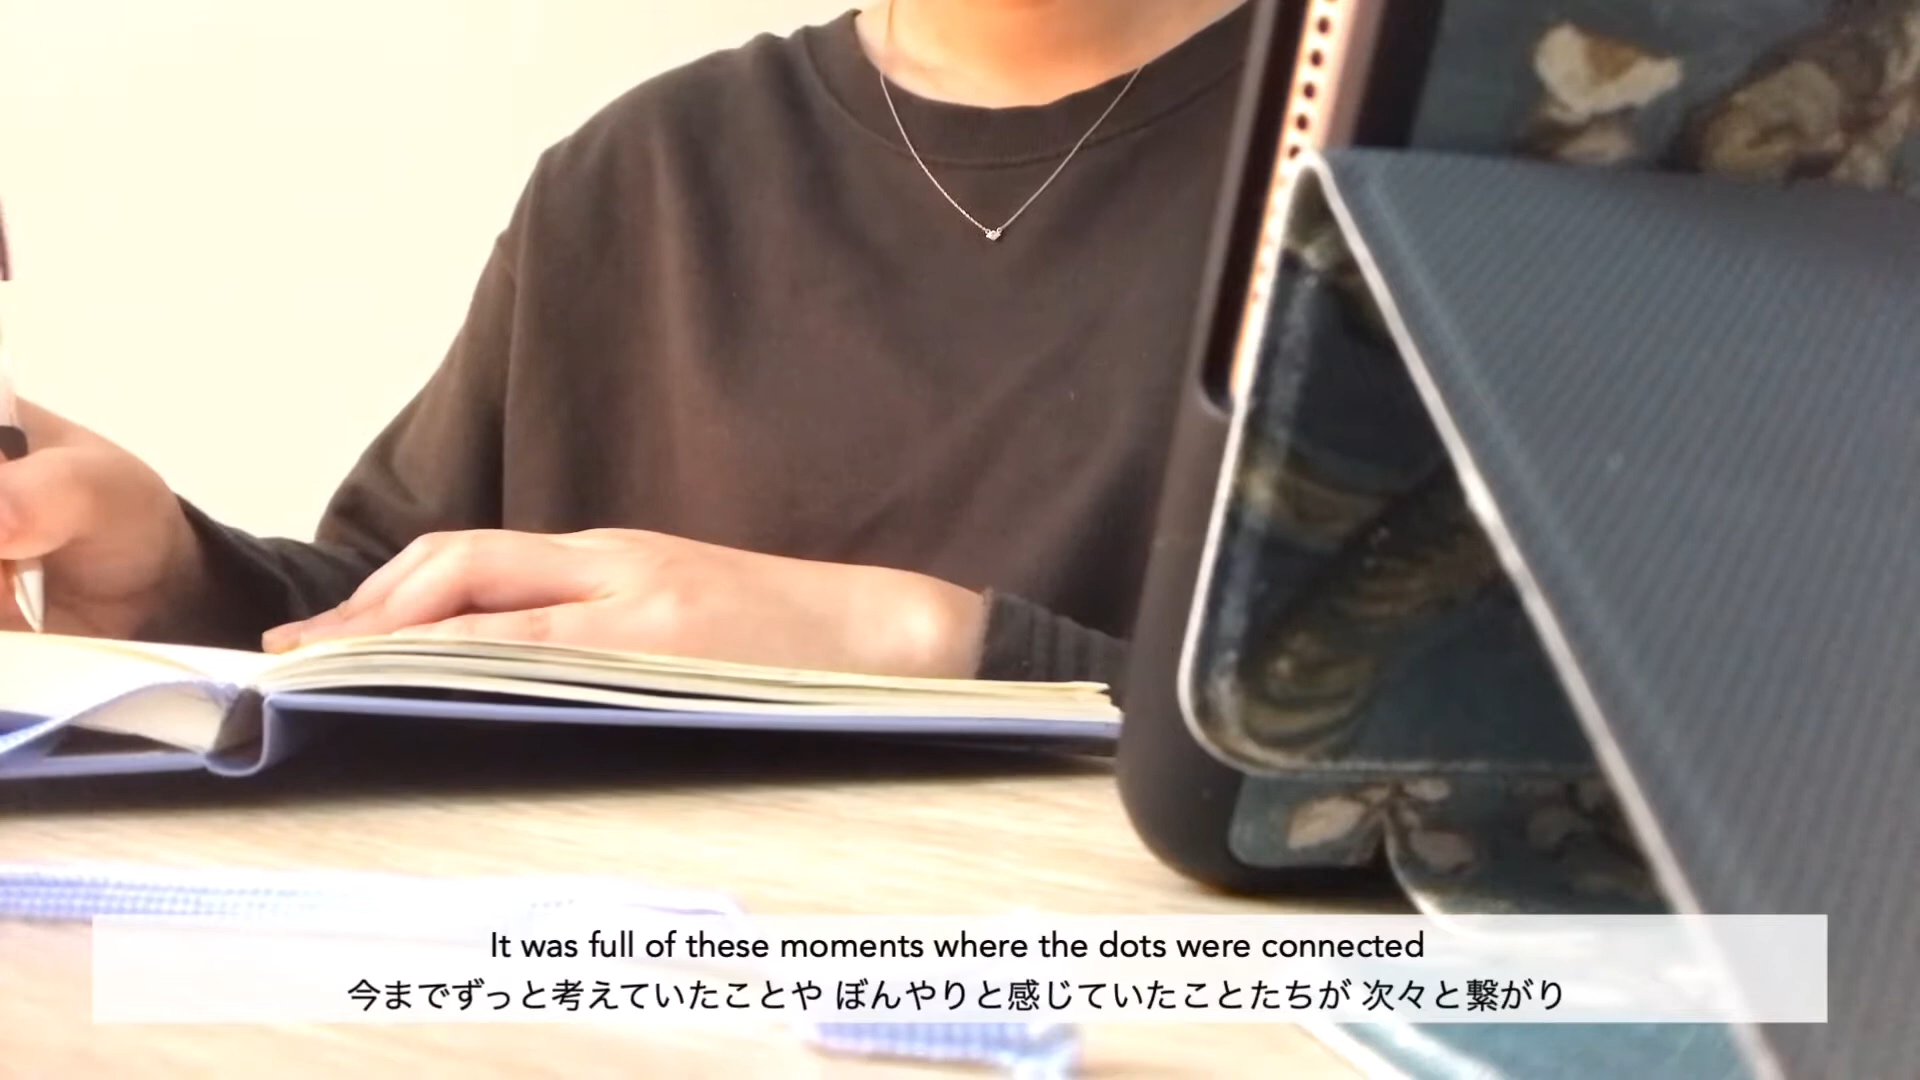 It was full of these moments where the dots were connected
今までずっと考えていたことや ぼんやりと感じていたことたちが 次々と繋がり